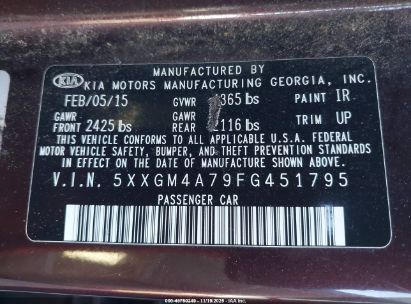 MANUFACTURED BY
KIA KIA MOTORS MANUFACTURING GEORGIA, INC.
FEB/05/15 GVWR 365 lbs PAINT IR
GAWR GAWR
FRONT 2425 lbs REAR 116 lbs TRIM UP
THIS VEHICLE CONFORMS TO ALL APPLICABLE U.S.A. FEDERAL MOTOR
VEHICLE SAFETY, BUMPER, AND THEFT PREVENTION STANDARDS IN
EFFECT ON THE DATE OF MANUFACTURE SHOWN ABOVE.
V.I.N. 5XXGM4A79FG451795
PASSENGER CAR